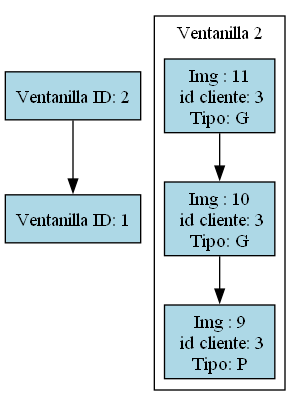 Ventanilla ID: 2
Ventanilla ID: 1
Ventanilla 2
Img : 11
id cliente: 3
Tipo: G
Img : 10
id cliente: 3
Tipo: G
Img : 9
id cliente: 3
Tipo: P